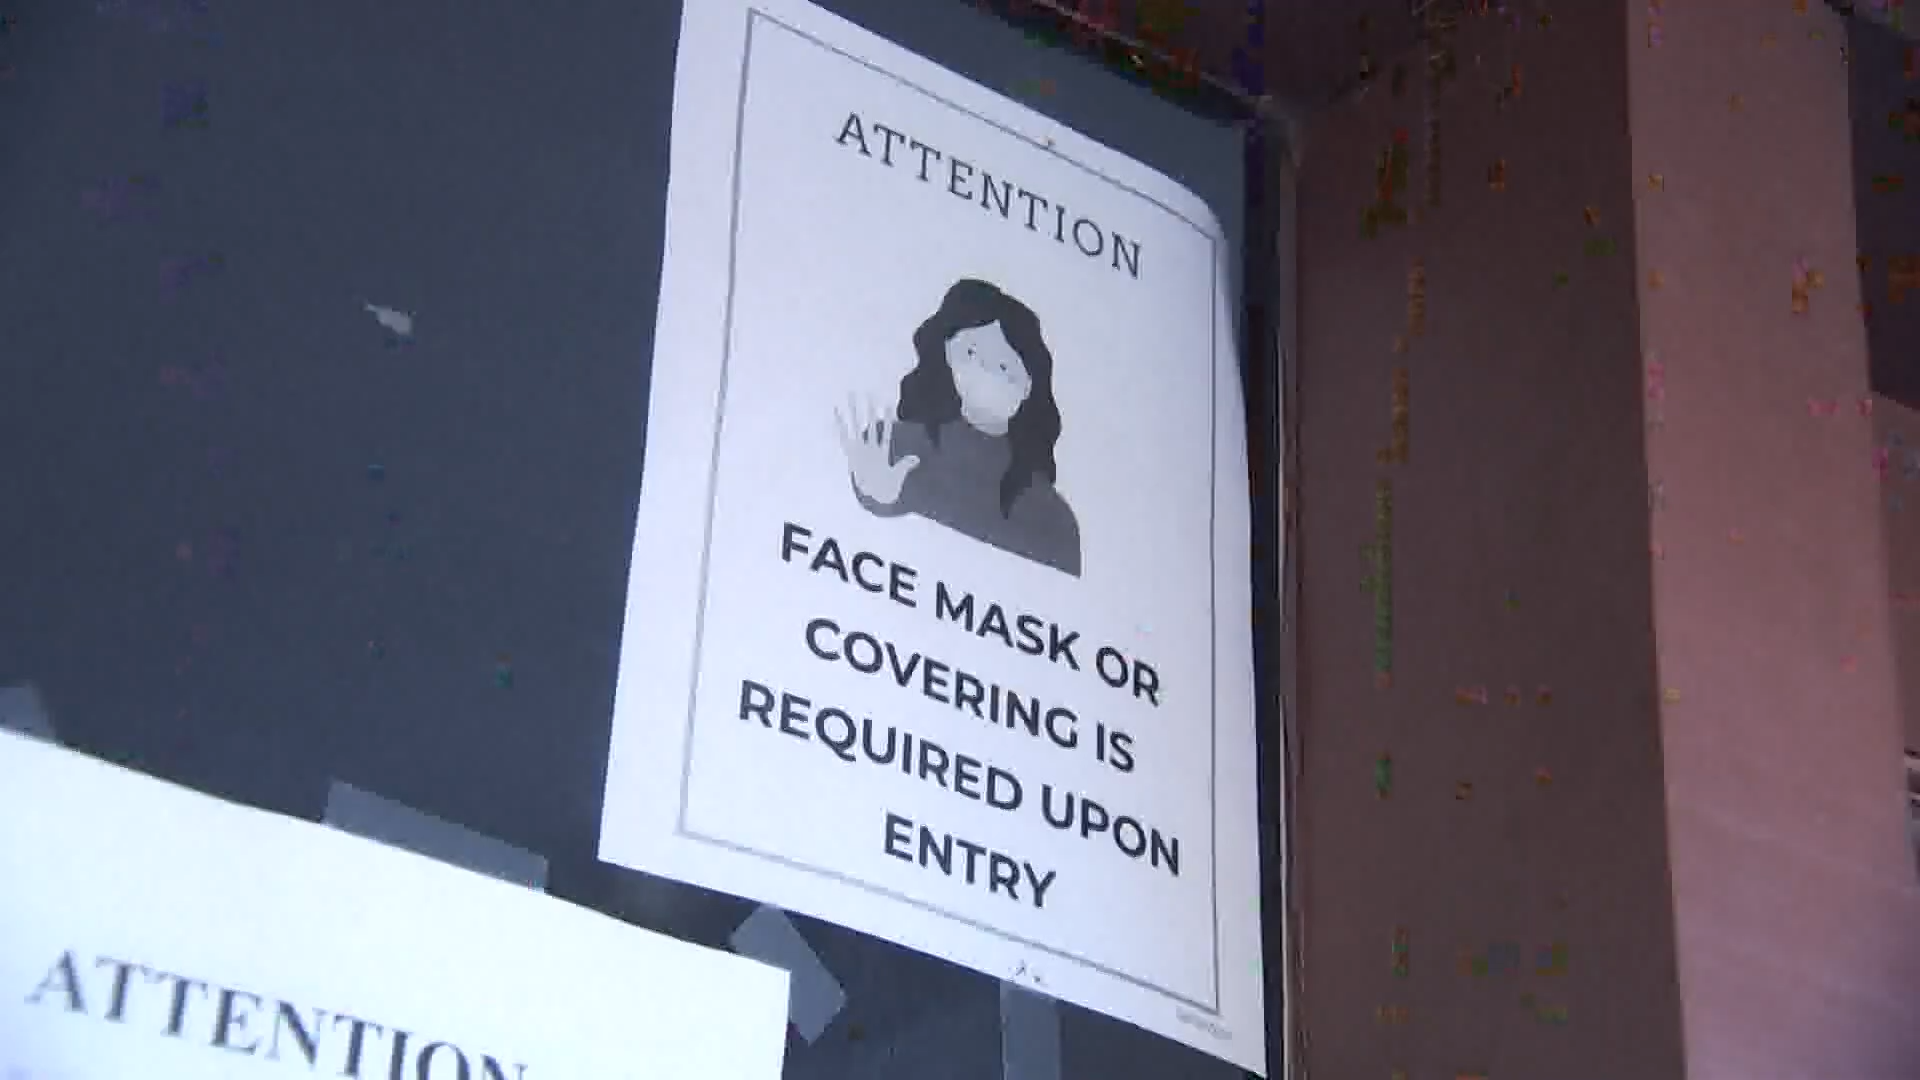 ATTENTION
FACE MASK OR
COVERING IS
REQUIRED UPON
ENTRY
ATTENTION